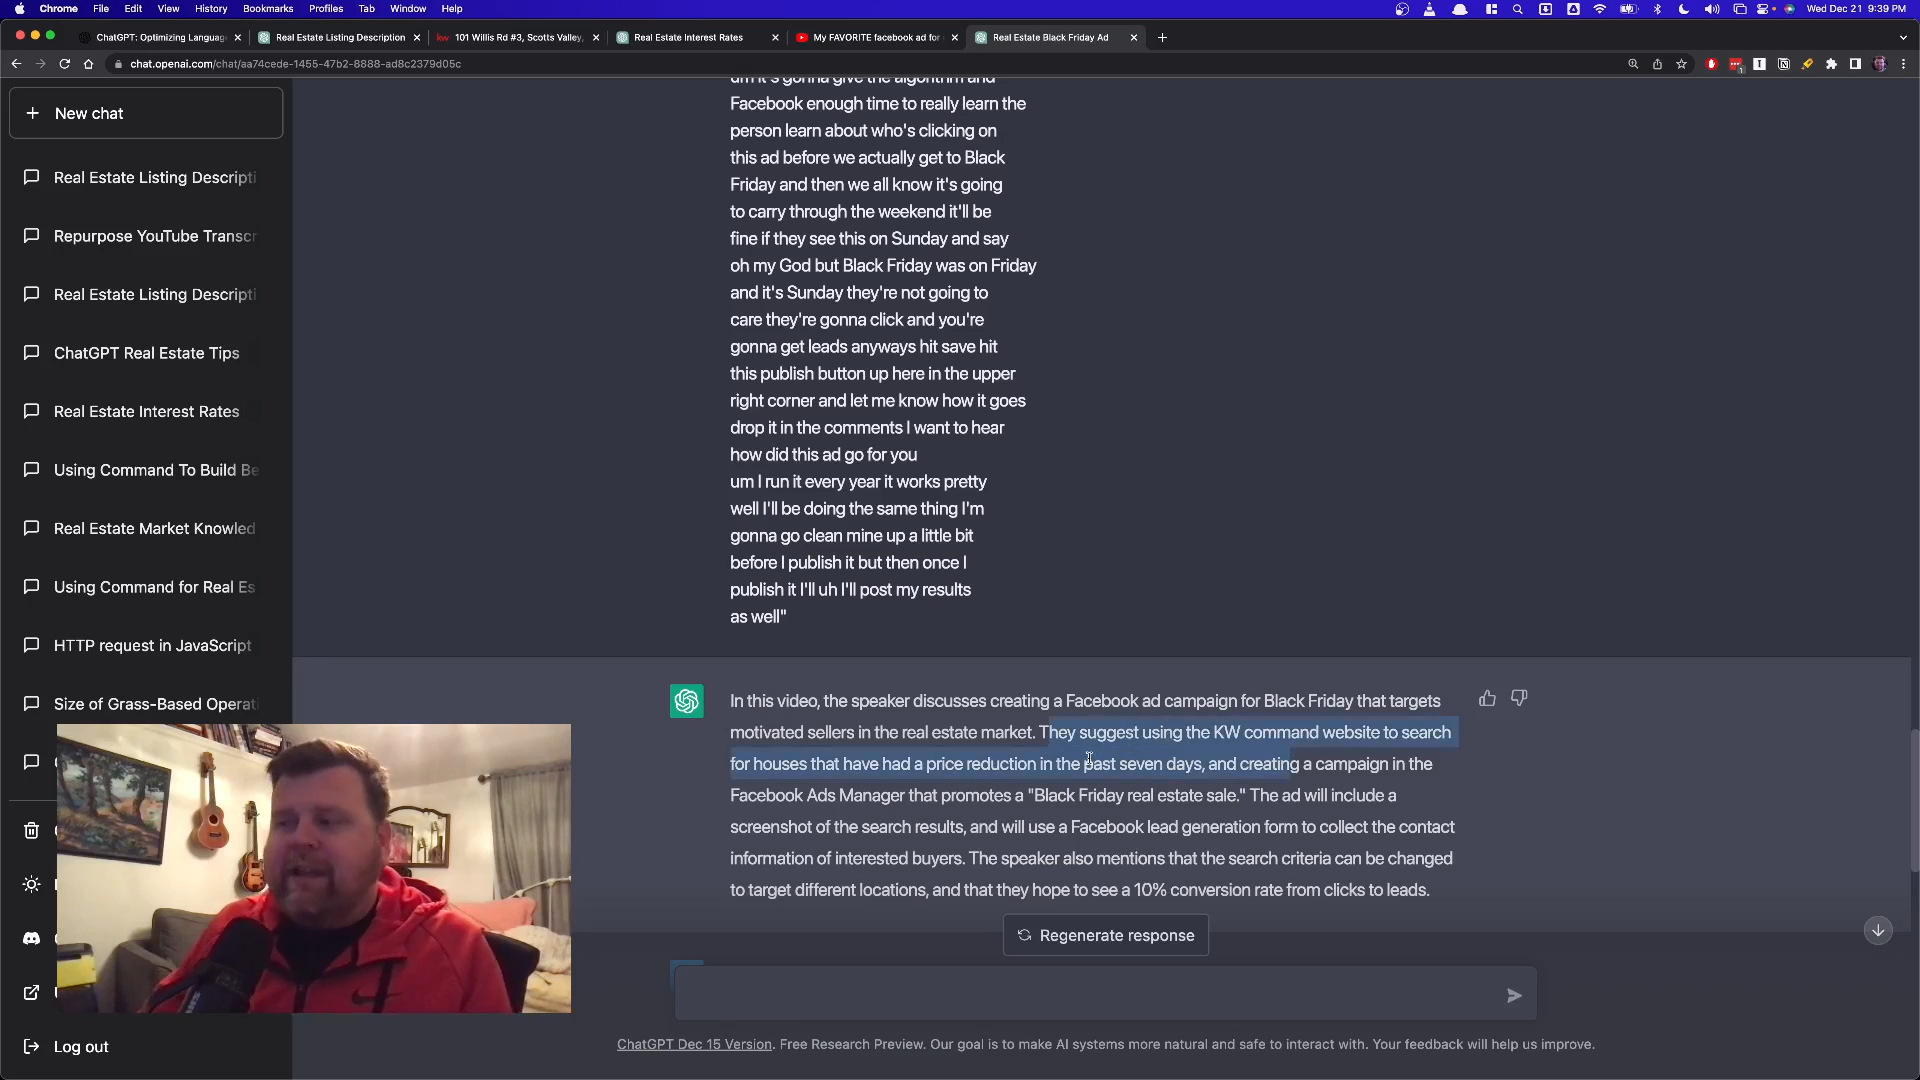 Chrome File Edit View History Bookmarks Profiles Tab Window Help
Wed Dec 21 9:39 PM
ChatGPT: Optimizing Languag
Real Estate Listing Description
101 Willis Rd #3, Scotts Valley,
Real Estate Interest Rates
My FAVORITE facebook ad for
Real Estate Black Friday Ad
chat.openai.com/chat/aa74cede-1455-47b2-8888-ad8c2379d05c
New chat
Real Estate Listing Descripti
Repurpose YouTube Transcr
Real Estate Listing Descripti
ChatGPT Real Estate Tips
Real Estate Interest Rates
Using Command To Build Be
Real Estate Market Knowled
Using Command for Real Es
HTTP request in JavaScript
Size of Grass-Based Operat
Log out
um it's gonna give the algorithm and
Facebook enough time to really learn the
person learn about who's clicking on
this ad before we actually get to Black
Friday and then we all know it's going
to carry through the weekend it'll be
fine if they see this on Sunday and say
oh my God but Black Friday was on Friday
and it's Sunday they're not going to
care they're gonna click and you're
gonna get leads anyways hit save hit
this publish button up here in the upper
right corner and let me know how it goes
drop it in the comments I want to hear
how did this ad go for you
um I run it every year it works pretty
well I'll be doing the same thing I'm
gonna go clean mine up a little bit
before I publish it but then once I
publish it I'll uh I'll post my results
as well"
In this video, the speaker discusses creating a Facebook ad campaign for Black Friday that targets
motivated sellers in the real estate market. They suggest using the KW command website to search
for houses that have had a price reduction in the past seven days, and creating a campaign in the
Facebook Ads Manager that promotes a "Black Friday real estate sale." The ad will include a
screenshot of the search results, and will use a Facebook lead generation form to collect the contact
information of interested buyers. The speaker also mentions that the search criteria can be changed
to target different locations, and that they hope to see a 10% conversion rate from clicks to leads.
Regenerate response
ChatGPT Dec 15 Version. Free Research Preview. Our goal is to make AI systems more natural and safe to interact with. Your feedback will help us improve.